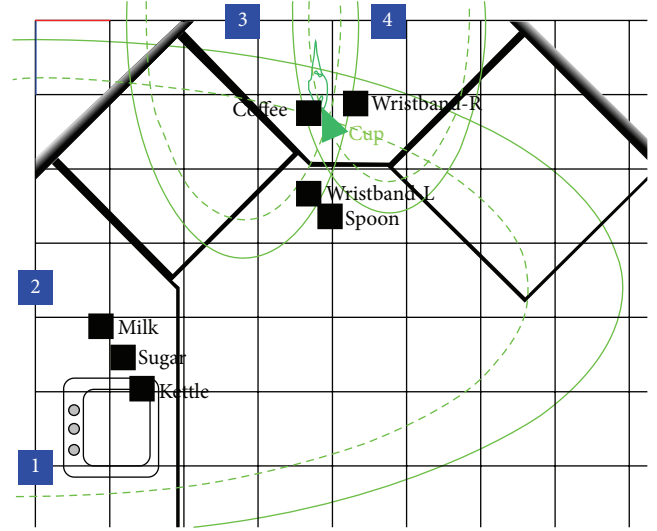 3
4
Coffee
Wristband-R
Cup
Wristband-L
Spoon
2
Milk
Sugar
Kettle
1